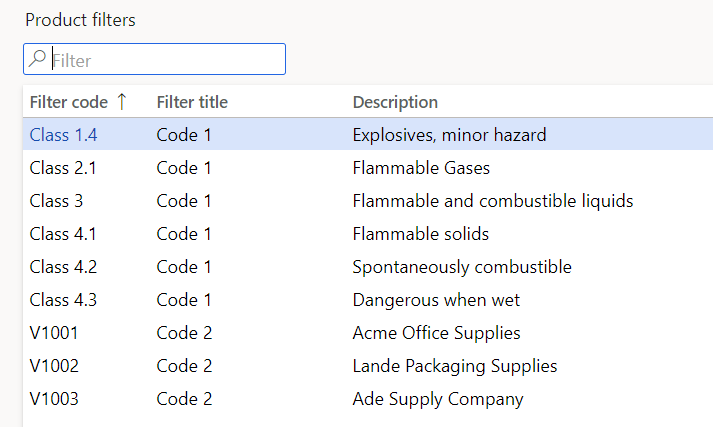 Product filters
Filter
Filter code ↑ Filter title Description
Class 1.4 Code 1 Explosives, minor hazard
Class 2.1 Code 1 Flammable Gases
Class 3 Code 1 Flammable and combustible liquids
Class 4.1 Code 1 Flammable solids
Class 4.2 Code 1 Spontaneously combustible
Class 4.3 Code 1 Dangerous when wet
V1001 Code 2 Acme Office Supplies
V1002 Code 2 Lande Packaging Supplies
V1003 Code 2 Ade Supply Company